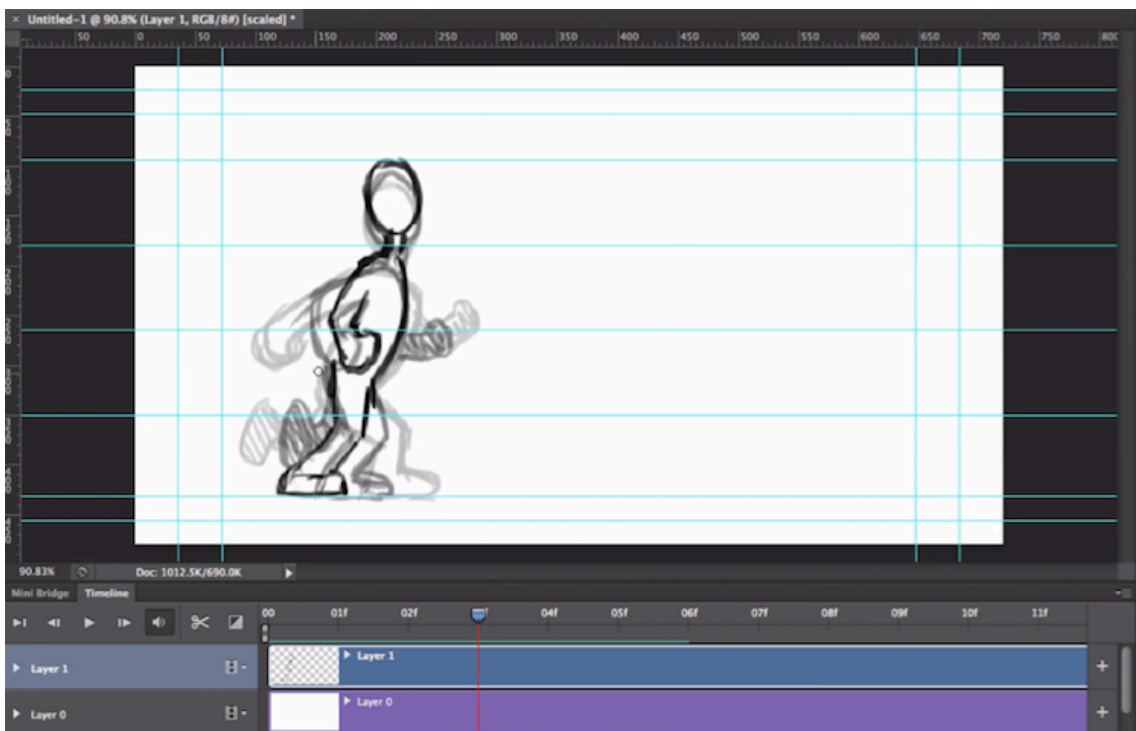 × Untitled-1 @ 90.8% (Layer 1, RGB/8#) [scaled] *
50 0 50 100 150 200 250 300 350 400 450 500 550 600 650 700 750 800
90.83% Doc: 1012.5K/690.0K
Mini Bridge Timeline
00 01f 02f 04f 05f 06f 07f 08f 09f 10f 11f
Layer 1 Layer 1
Layer 0 Layer 0